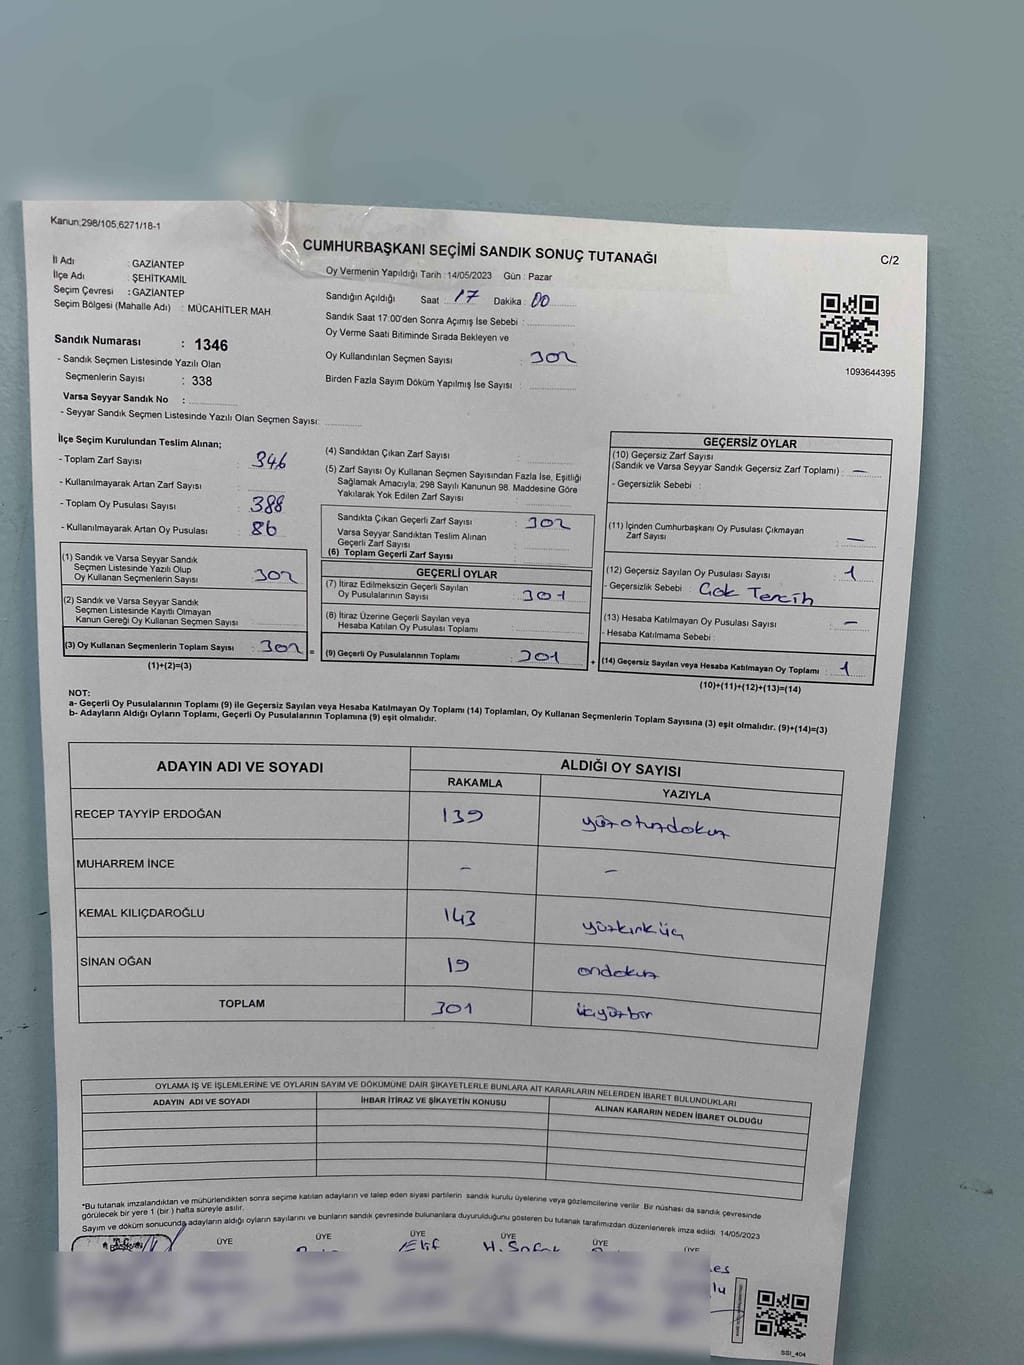 Kanun;298/105,6271/18-1
CUMHURBAŞKANI SEÇİMİ SANDIK SONUÇ TUTANAĞI
C/2
İl Adı : GAZİANTEP
İlçe Adı : ŞEHİTKAMİL
Seçim Çevresi : GAZİANTEP
Seçim Bölgesi (Mahalle Adı) : MÜCAHİTLER MAH.
Oy Vermenin Yapıldığı Tarih : 14/05/2023 Gün : Pazar
Sandığın Açıldığı Saat 17 Dakika : 00
Sandık Saat 17:00'den Sonra Açımış İse Sebebi :
Oy Verme Saati Bitiminde Sırada Bekleyen ve
Oy Kullandırılan Seçmen Sayısı : 302
Birden Fazla Sayım Döküm Yapılmış İse Sayısı :
1093644395
Sandık Numarası : 1346
- Sandık Seçmen Listesinde Yazılı Olan
Seçmenlerin Sayısı : 338
Varsa Seyyar Sandık No :
- Seyyar Sandık Seçmen Listesinde Yazılı Olan Seçmen Sayısı:
İlçe Seçim Kurulundan Teslim Alınan;
- Toplam Zarf Sayısı : 346
- Kullanılmayarak Artan Zarf Sayısı :
- Toplam Oy Pusulası Sayısı : 388
- Kullanılmayarak Artan Oy Pusulası : 86
(1) Sandık ve Varsa Seyyar Sandık
Seçmen Listesinde Yazılı Olup
Oy Kullanan Seçmenlerin Sayısı : 302
(2) Sandık ve Varsa Seyyar Sandık
Seçmen Listesinde Kayıtlı Olmayan
Kanun Gereği Oy Kullanan Seçmen Sayısı :
(3) Oy Kullanan Seçmenlerin Toplam Sayısı : 302 =
(1)+(2)=(3)
(4) Sandıktan Çıkan Zarf Sayısı :
(5) Zarf Sayısı Oy Kullanan Seçmen Sayısından Fazla İse, Eşitliği
Sağlamak Amacıyla; 298 Sayılı Kanunun 98. Maddesine Göre
Yakılarak Yok Edilen Zarf Sayısı :
Sandıkta Çıkan Geçerli Zarf Sayısı : 302
Varsa Seyyar Sandıktan Teslim Alınan
Geçerli Zarf Sayısı :
(6) Toplam Geçerli Zarf Sayısı
GEÇERLİ OYLAR
(7) İtiraz Edilmeksizin Geçerli Sayılan
Oy Pusulalarının Sayısı : 301
(8) İtiraz Üzerine Geçerli Sayılan veya
Hesaba Katılan Oy Pusulası Toplamı :
(9) Geçerli Oy Pusulalarının Toplamı : 301 +
GEÇERSİZ OYLAR
(10) Geçersiz Zarf Sayısı
(Sandık ve Varsa Seyyar Sandık Geçersiz Zarf Toplamı) : —
- Geçersizlik Sebebi :
(11) İçinden Cumhurbaşkanı Oy Pusulası Çıkmayan
Zarf Sayısı : —
(12) Geçersiz Sayılan Oy Pusulası Sayısı : 1
- Geçersizlik Sebebi : Çok Tercih
(13) Hesaba Katılmayan Oy Pusulası Sayısı : —
- Hesaba Katılmama Sebebi :
(14) Geçersiz Sayılan veya Hesaba Katılmayan Oy Toplamı : 1
(10)+(11)+(12)+(13)=(14)
NOT:
a- Geçerli Oy Pusulalarının Toplamı (9) ile Geçersiz Sayılan veya Hesaba Katılmayan Oy Toplamı (14) Toplamları, Oy Kullanan Seçmenlerin Toplam Sayısına (3) eşit olmalıdır. (9)+(14)=(3)
b- Adayların Aldığı Oyların Toplamı, Geçerli Oy Pusulalarının Toplamına (9) eşit olmalıdır.
ADAYIN ADI VE SOYADI ALDIĞI OY SAYISI
RAKAMLA YAZIYLA
RECEP TAYYİP ERDOĞAN 139 yüzotuzdokuz
MUHARREM İNCE - -
KEMAL KILIÇDAROĞLU 143 yüzkırküç
SİNAN OĞAN 19 ondokuz
TOPLAM 301 üçyüzbir
OYLAMA İŞ VE İŞLEMLERİNE VE OYLARIN SAYIM VE DÖKÜMÜNE DAİR ŞİKAYETLERLE BUNLARA AİT KARARLARIN NELERDEN İBARET BULUNDUKLARI
ADAYIN ADI VE SOYADI İHBAR İTİRAZ VE ŞİKAYETİN KONUSU ALINAN KARARIN NEDEN İBARET OLDUĞU
*Bu tutanak imzalandıktan ve mühürlendikten sonra seçime katılan adayların ve talep eden siyasi partilerin sandık kurulu üyelerine veya gözlemcilerine verilir. Bir nüshası da sandık çevresinde
görülecek bir yere 1 (bir ) hafta süreyle asılır.
Sayım ve döküm sonucunda adayların aldığı oyların sayılarını ve bunların sandık çevresinde bulunanlara duyurulduğunu gösteren bu tutanak tarafımızdan düzenlenerek imza edildi. 14/05/2023
ÜYE ÜYE ÜYE ÜYE ÜYE ÜYE
Elif H. Şafak
SSI_404